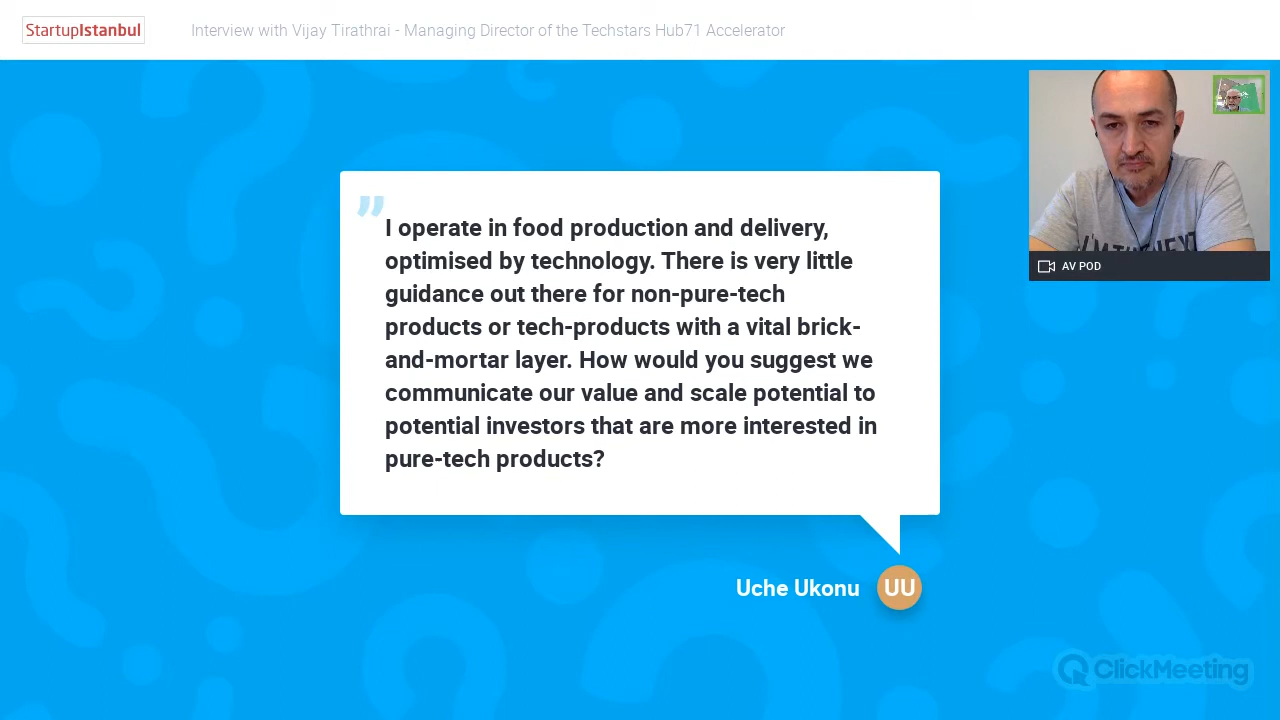 StartupIstanbul
Interview with Vijay Tirathrai - Managing Director of the Techstars Hub71 Accelerator
AV POD
”
I operate in food production and delivery,
optimised by technology. There is very little
guidance out there for non-pure-tech
products or tech-products with a vital brick-
and-mortar layer. How would you suggest we
communicate our value and scale potential to
potential investors that are more interested in
pure-tech products?
Uche Ukonu
UU
ClickMeeting